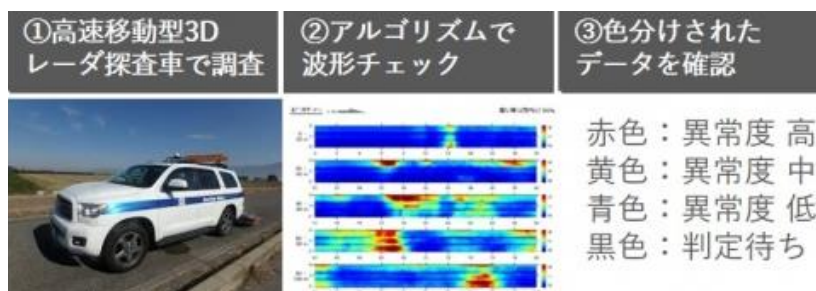 ①高速移動型3D
レーダ探査車で調査
②アルゴリズムで
波形チェック
③色分けされた
データを確認
赤色：異常度 高
黄色：異常度 中
青色：異常度 低
黒色：判定待ち